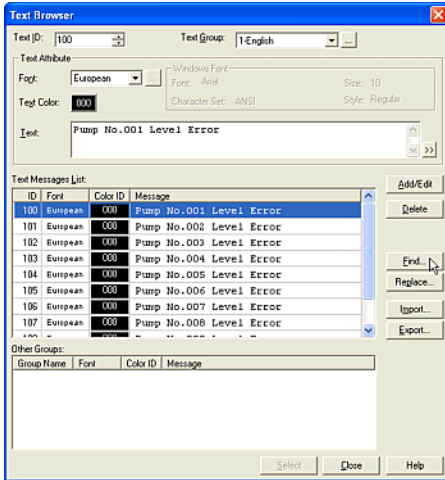 Text Browser
Text ID: 100 Text Group: 1-English ...
Text Attribute
Font: European ...
Windows Font
Font: Arial Size: 10
Character Set: ANSI Style: Regular
Text Color: 000
Text: Pump No.001 Level Error
>>
Text Messages List:
ID Font Color ID Message
100 European 000 Pump No.001 Level Error
101 European 000 Pump No.002 Level Error
102 European 000 Pump No.003 Level Error
103 European 000 Pump No.004 Level Error
104 European 000 Pump No.005 Level Error
105 European 000 Pump No.006 Level Error
106 European 000 Pump No.007 Level Error
107 European 000 Pump No.008 Level Error
Add/Edit
Delete
Find...
Replace...
Import...
Export...
Other Groups:
Group Name Font Color ID Message
Select Close Help